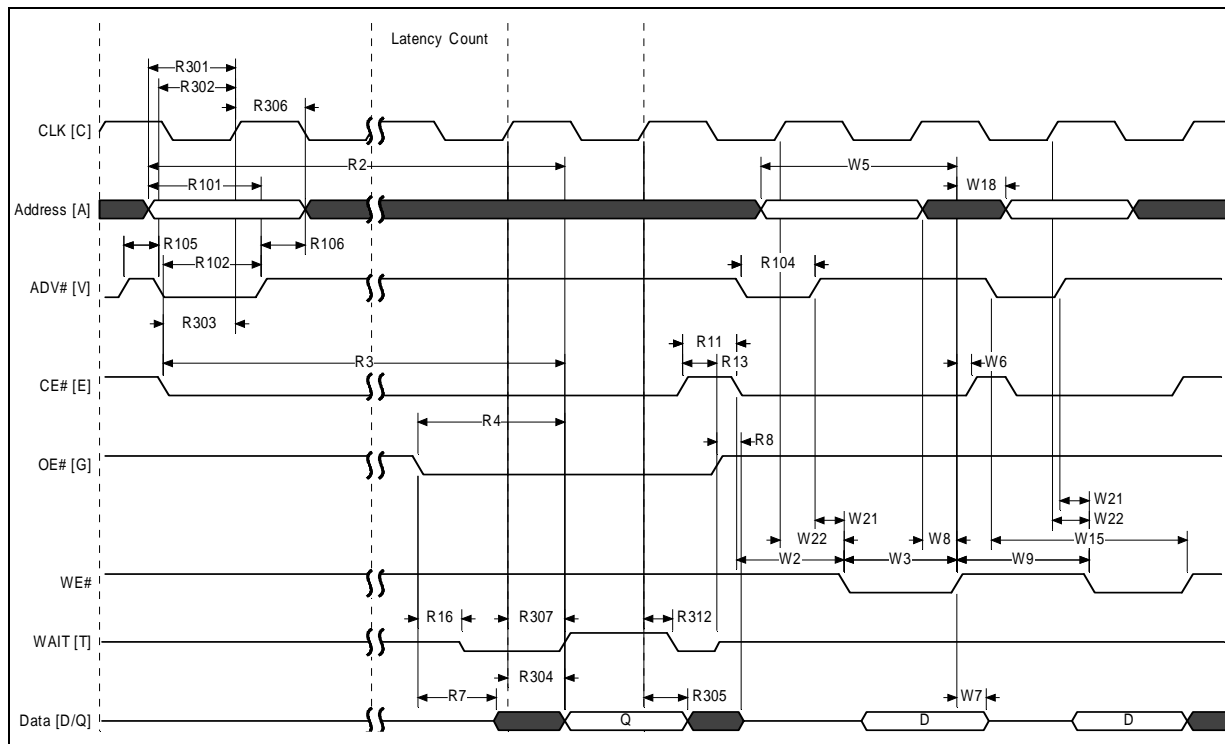 Latency Count
R301
R302
R306
CLK [C]
R2
W5
R101
W18
Address [A]
R105
R106
R102
R104
ADV# [V]
R303
R11
R3
R13
W6
CE# [E]
R4
R8
OE# [G]
W21
W21
W22
W22
W8
W15
W2
W3
W9
WE#
R16
R307
R312
WAIT [T]
R304
R7
R305
W7
Data [D/Q]
Q
D
D